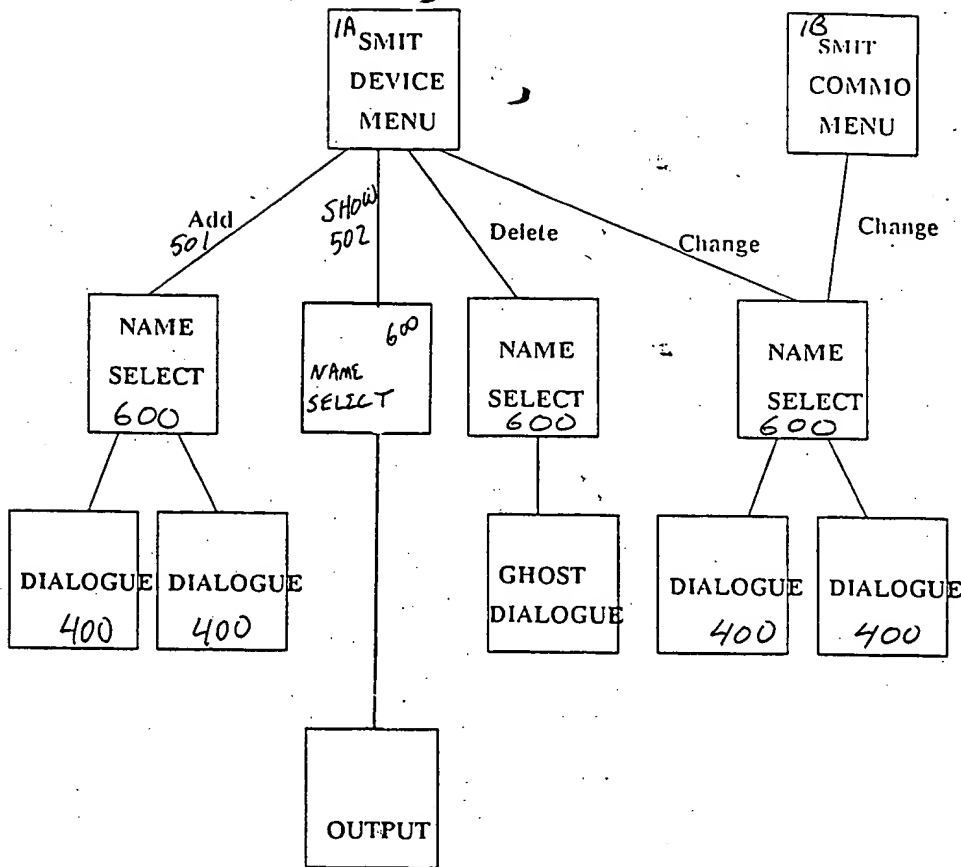 1A SMIT
DEVICE
MENU
1B
SMIT
COMMO
MENU
Add
501
SHOW
502
Delete
Change
Change
NAME
SELECT
600
600
NAME
SELECT
NAME
SELECT
600
NAME
SELECT
600
DIALOGUE
400
DIALOGUE
400
GHOST
DIALOGUE
DIALOGUE
400
DIALOGUE
400
OUTPUT